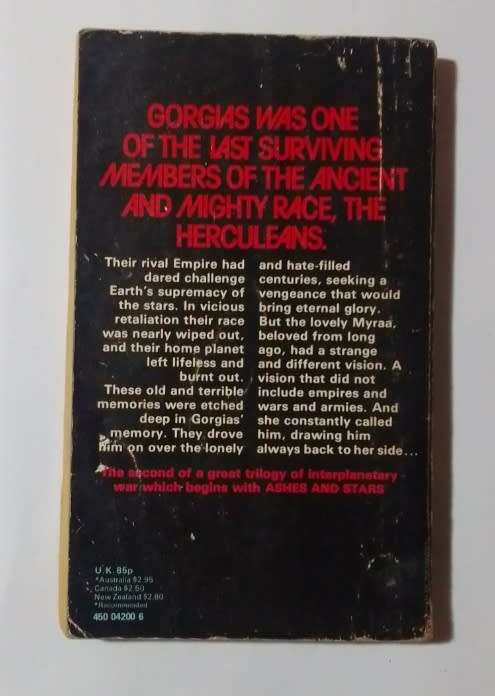 GORGIAS WAS ONE
OF THE LAST SURVIVING
MEMBERS OF THE ANCIENT
AND MIGHTY RACE, THE
HERCULEANS.
Their rival Empire had
dared challenge
Earth's supremacy of
the stars. In vicious
retaliation their race
was nearly wiped out,
and their home planet
left lifeless and
burnt out.
These old and terrible
memories were etched
deep in Gorgias'
memory. They drove
him on over the lonely
and hate-filled
centuries, seeking a
vengeance that would
bring eternal glory.
But the lovely Myraa,
beloved from long
ago, had a strange
and different vision. A
vision that did not
include empires and
wars and armies. And
she constantly called
him, drawing him
always back to her side...
The second of a great trilogy of interplanetary
war which begins with ASHES AND STARS
U.K. 85p
*Australia $2.95
Canada $2.50
New Zealand $2.80
*Recommended
450 04200 6